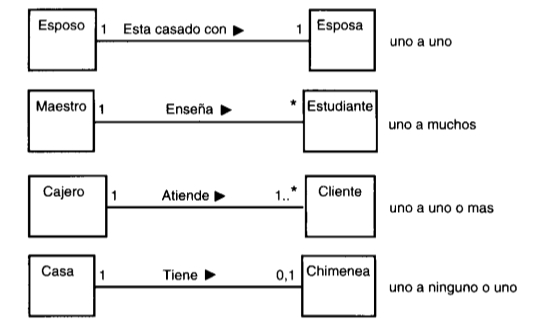 Esposo 1 Esta casado con ▶ 1 Esposa
uno a uno
Maestro 1 Enseña ▶ * Estudiante
uno a muchos
Cajero 1 Atiende ▶ 1..* Cliente
uno a uno o mas
Casa 1 Tiene ▶ 0,1 Chimenea
uno a ninguno o uno